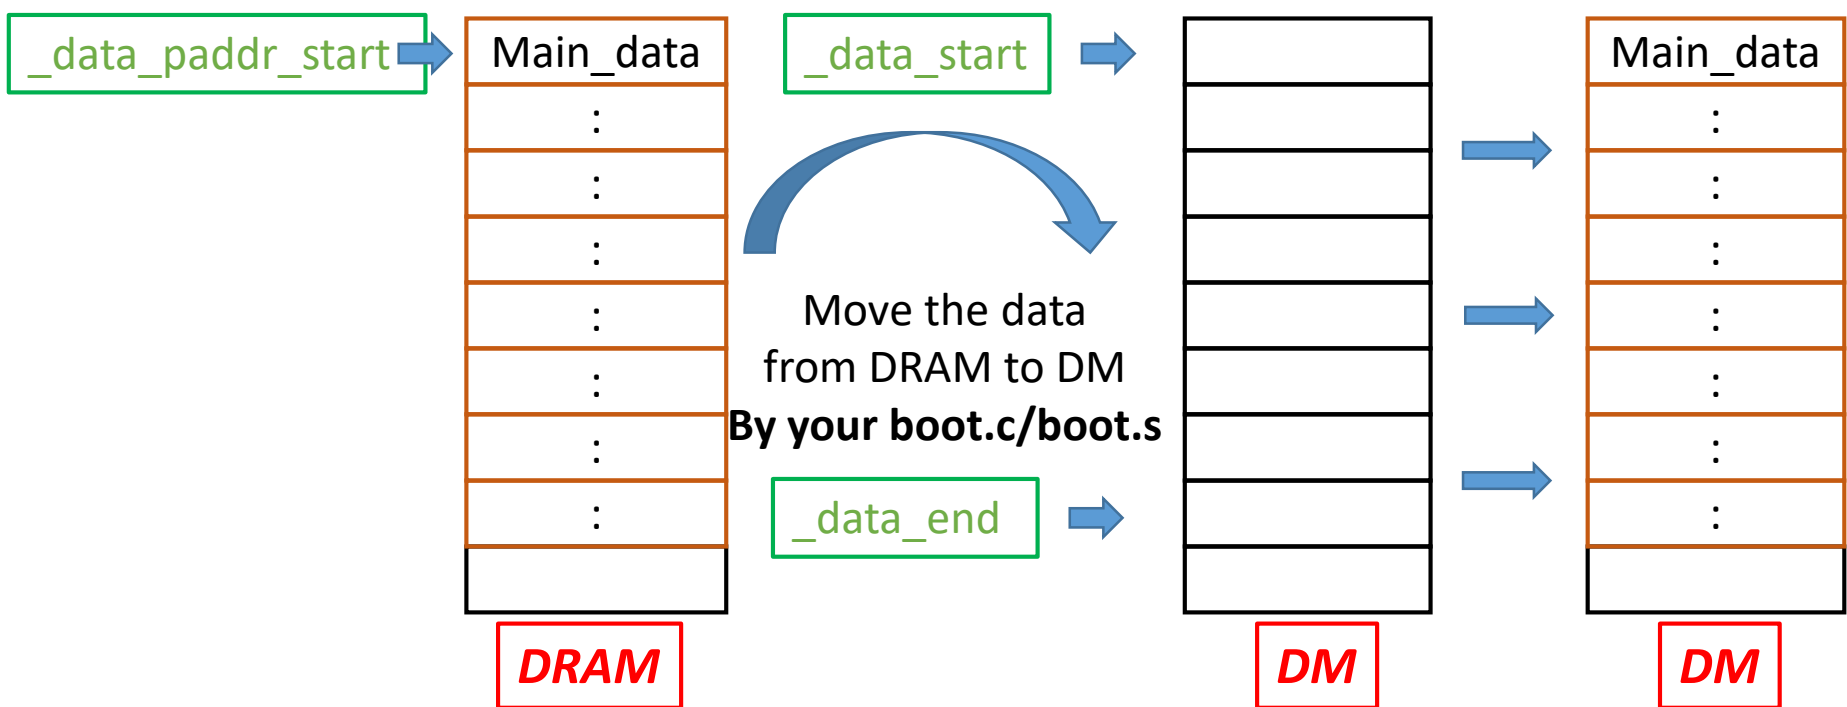 _data_paddr_start
Main_data
:
:
:
:
:
:
:
DRAM
_data_start
Move the data
from DRAM to DM
By your boot.c/boot.s
_data_end
DM
Main_data
:
:
:
:
:
:
:
DM